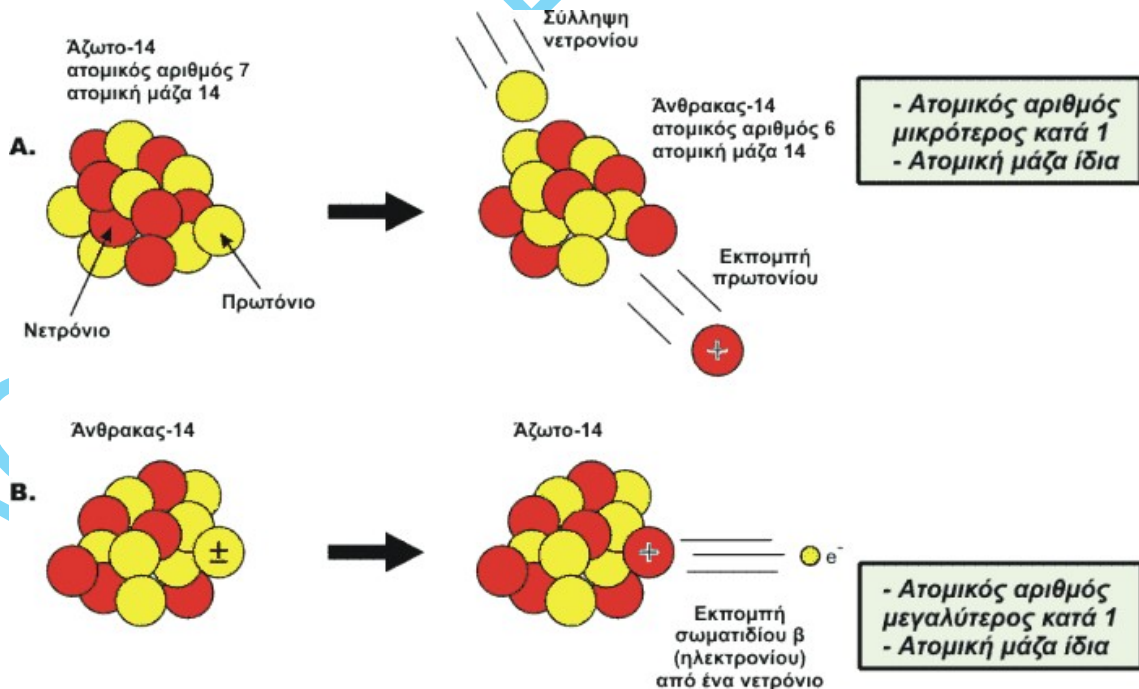 Άζωτο-14
ατομικός αριθμός 7
ατομική μάζα 14
Σύλληψη
νετρονίου
Άνθρακας-14
ατομικός αριθμός 6
ατομική μάζα 14
- Ατομικός αριθμός
μικρότερος κατά 1
- Ατομική μάζα ίδια
A.
Εκπομπή
πρωτονίου
Πρωτόνιο
Νετρόνιο
+
Άνθρακας-14
Άζωτο-14
B.
±
+
e⁻
- Ατομικός αριθμός
μεγαλύτερος κατά 1
- Ατομική μάζα ίδια
Εκπομπή
σωματιδίου β
(ηλεκτρονίου)
από ένα νετρόνιο